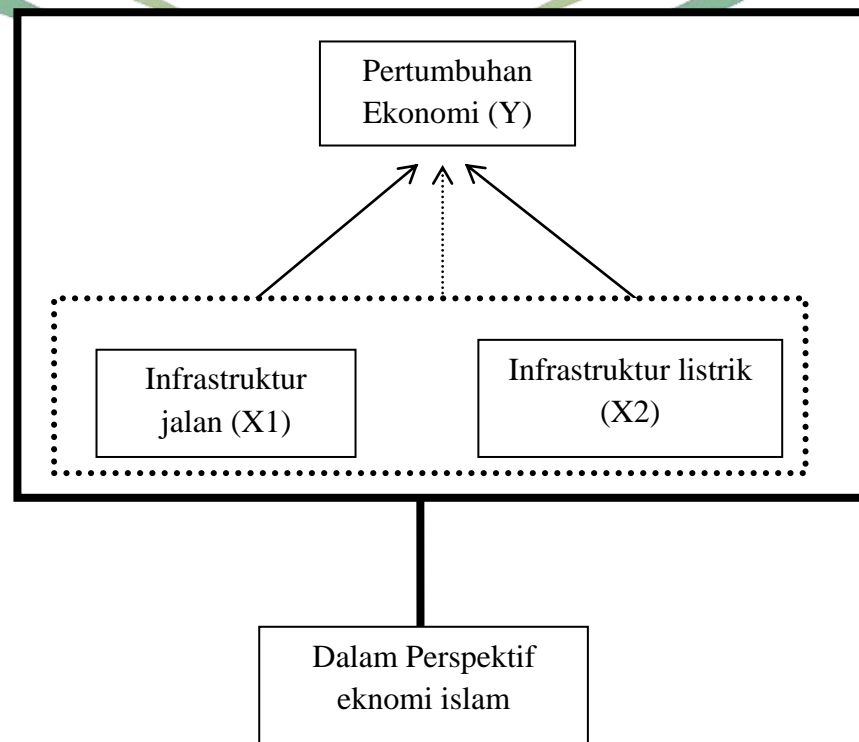 Pertumbuhan
Ekonomi (Y)
Infrastruktur
jalan (X1)
Infrastruktur listrik
(X2)
Dalam Perspektif
eknomi islam